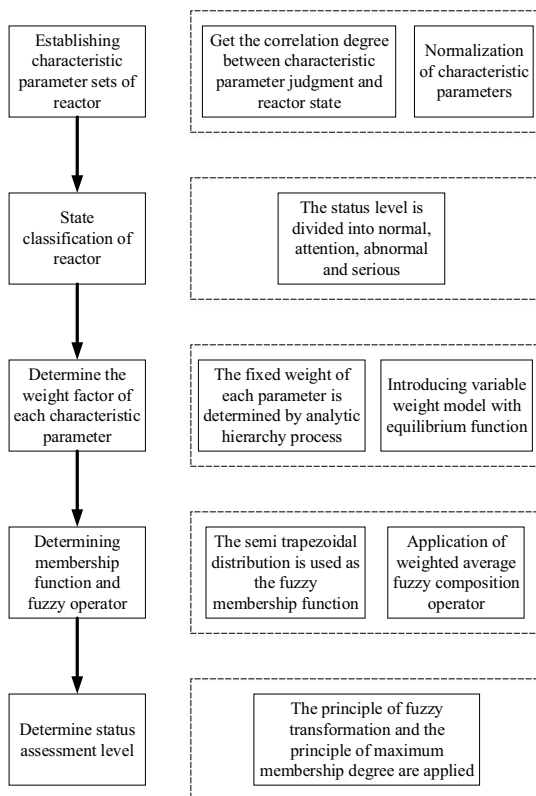 Establishing
characteristic
parameter sets of
reactor
Get the correlation degree
between characteristic
parameter judgment and
reactor state
Normalization
of characteristic
parameters
State
classification of
reactor
The status level is
divided into normal,
attention, abnormal
and serious
Determine the
weight factor of
each characteristic
parameter
The fixed weight of
each parameter is
determined by analytic
hierarchy process
Introducing variable
weight model with
equilibrium function
Determining
membership
function and
fuzzy operator
The semi trapezoidal
distribution is used as
the fuzzy
membership function
Application of
weighted average
fuzzy composition
operator
Determine status
assessment level
The principle of fuzzy
transformation and the
principle of maximum
membership degree are applied